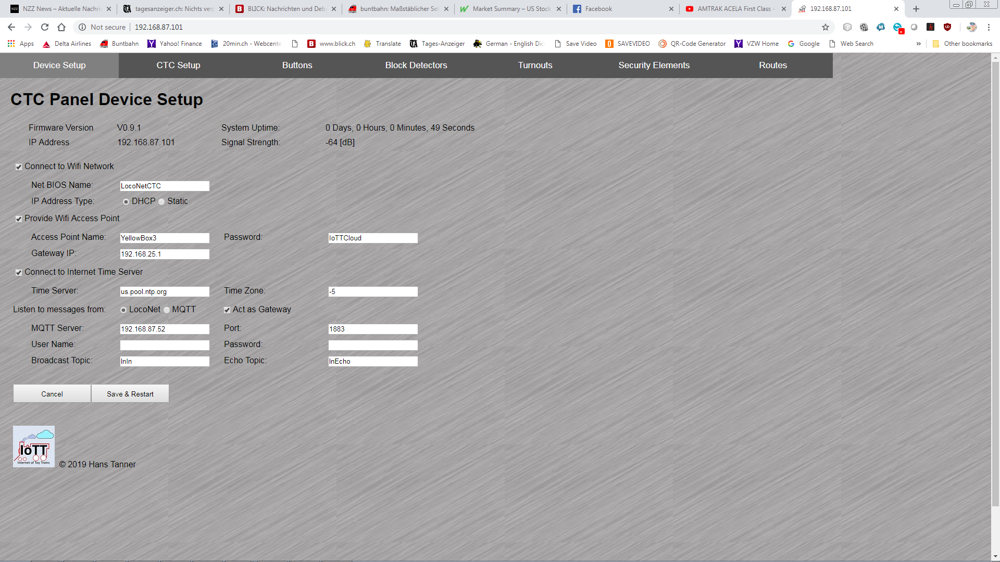 NZZ News – Aktuelle Nachri
tagesanzeiger.ch: Nichts ver
BLICK: Nachrichten und Deb
buntbahn: Maßstäblicher Sel
Market Summary – US Stock
Facebook
AMTRAK ACELA First Class -
192.168.87.101
Not secure
192.168.87.101
Apps
Delta Airlines
Buntbahn
Yahoo! Finance
20min.ch - Webcente
www.blick.ch
Translate
Tages-Anzeiger
German - English Dic
Save Video
SAVEVIDEO
QR-Code Generator
VZW Home
Google
Web Search
»
Other bookmarks
Device Setup
CTC Setup
Buttons
Block Detectors
Turnouts
Security Elements
Routes
CTC Panel Device Setup
Firmware Version V0.9.1 System Uptime: 0 Days, 0 Hours, 0 Minutes, 49 Seconds
IP Address 192.168.87.101 Signal Strength: -64 [dB]
Connect to Wifi Network
Net BIOS Name: LocoNetCTC
IP Address Type: DHCP Static
Provide Wifi Access Point
Access Point Name: YellowBox3 Password: IoTTCloud
Gateway IP: 192.168.25.1
Connect to Internet Time Server
Time Server: us.pool.ntp.org Time Zone: -5
Listen to messages from: LocoNet MQTT Act as Gateway
MQTT Server: 192.168.87.52 Port: 1883
User Name: Password:
Broadcast Topic: lnIn Echo Topic: lnEcho
Cancel Save & Restart
IoTT
Internet of Toy Trains
© 2019 Hans Tanner